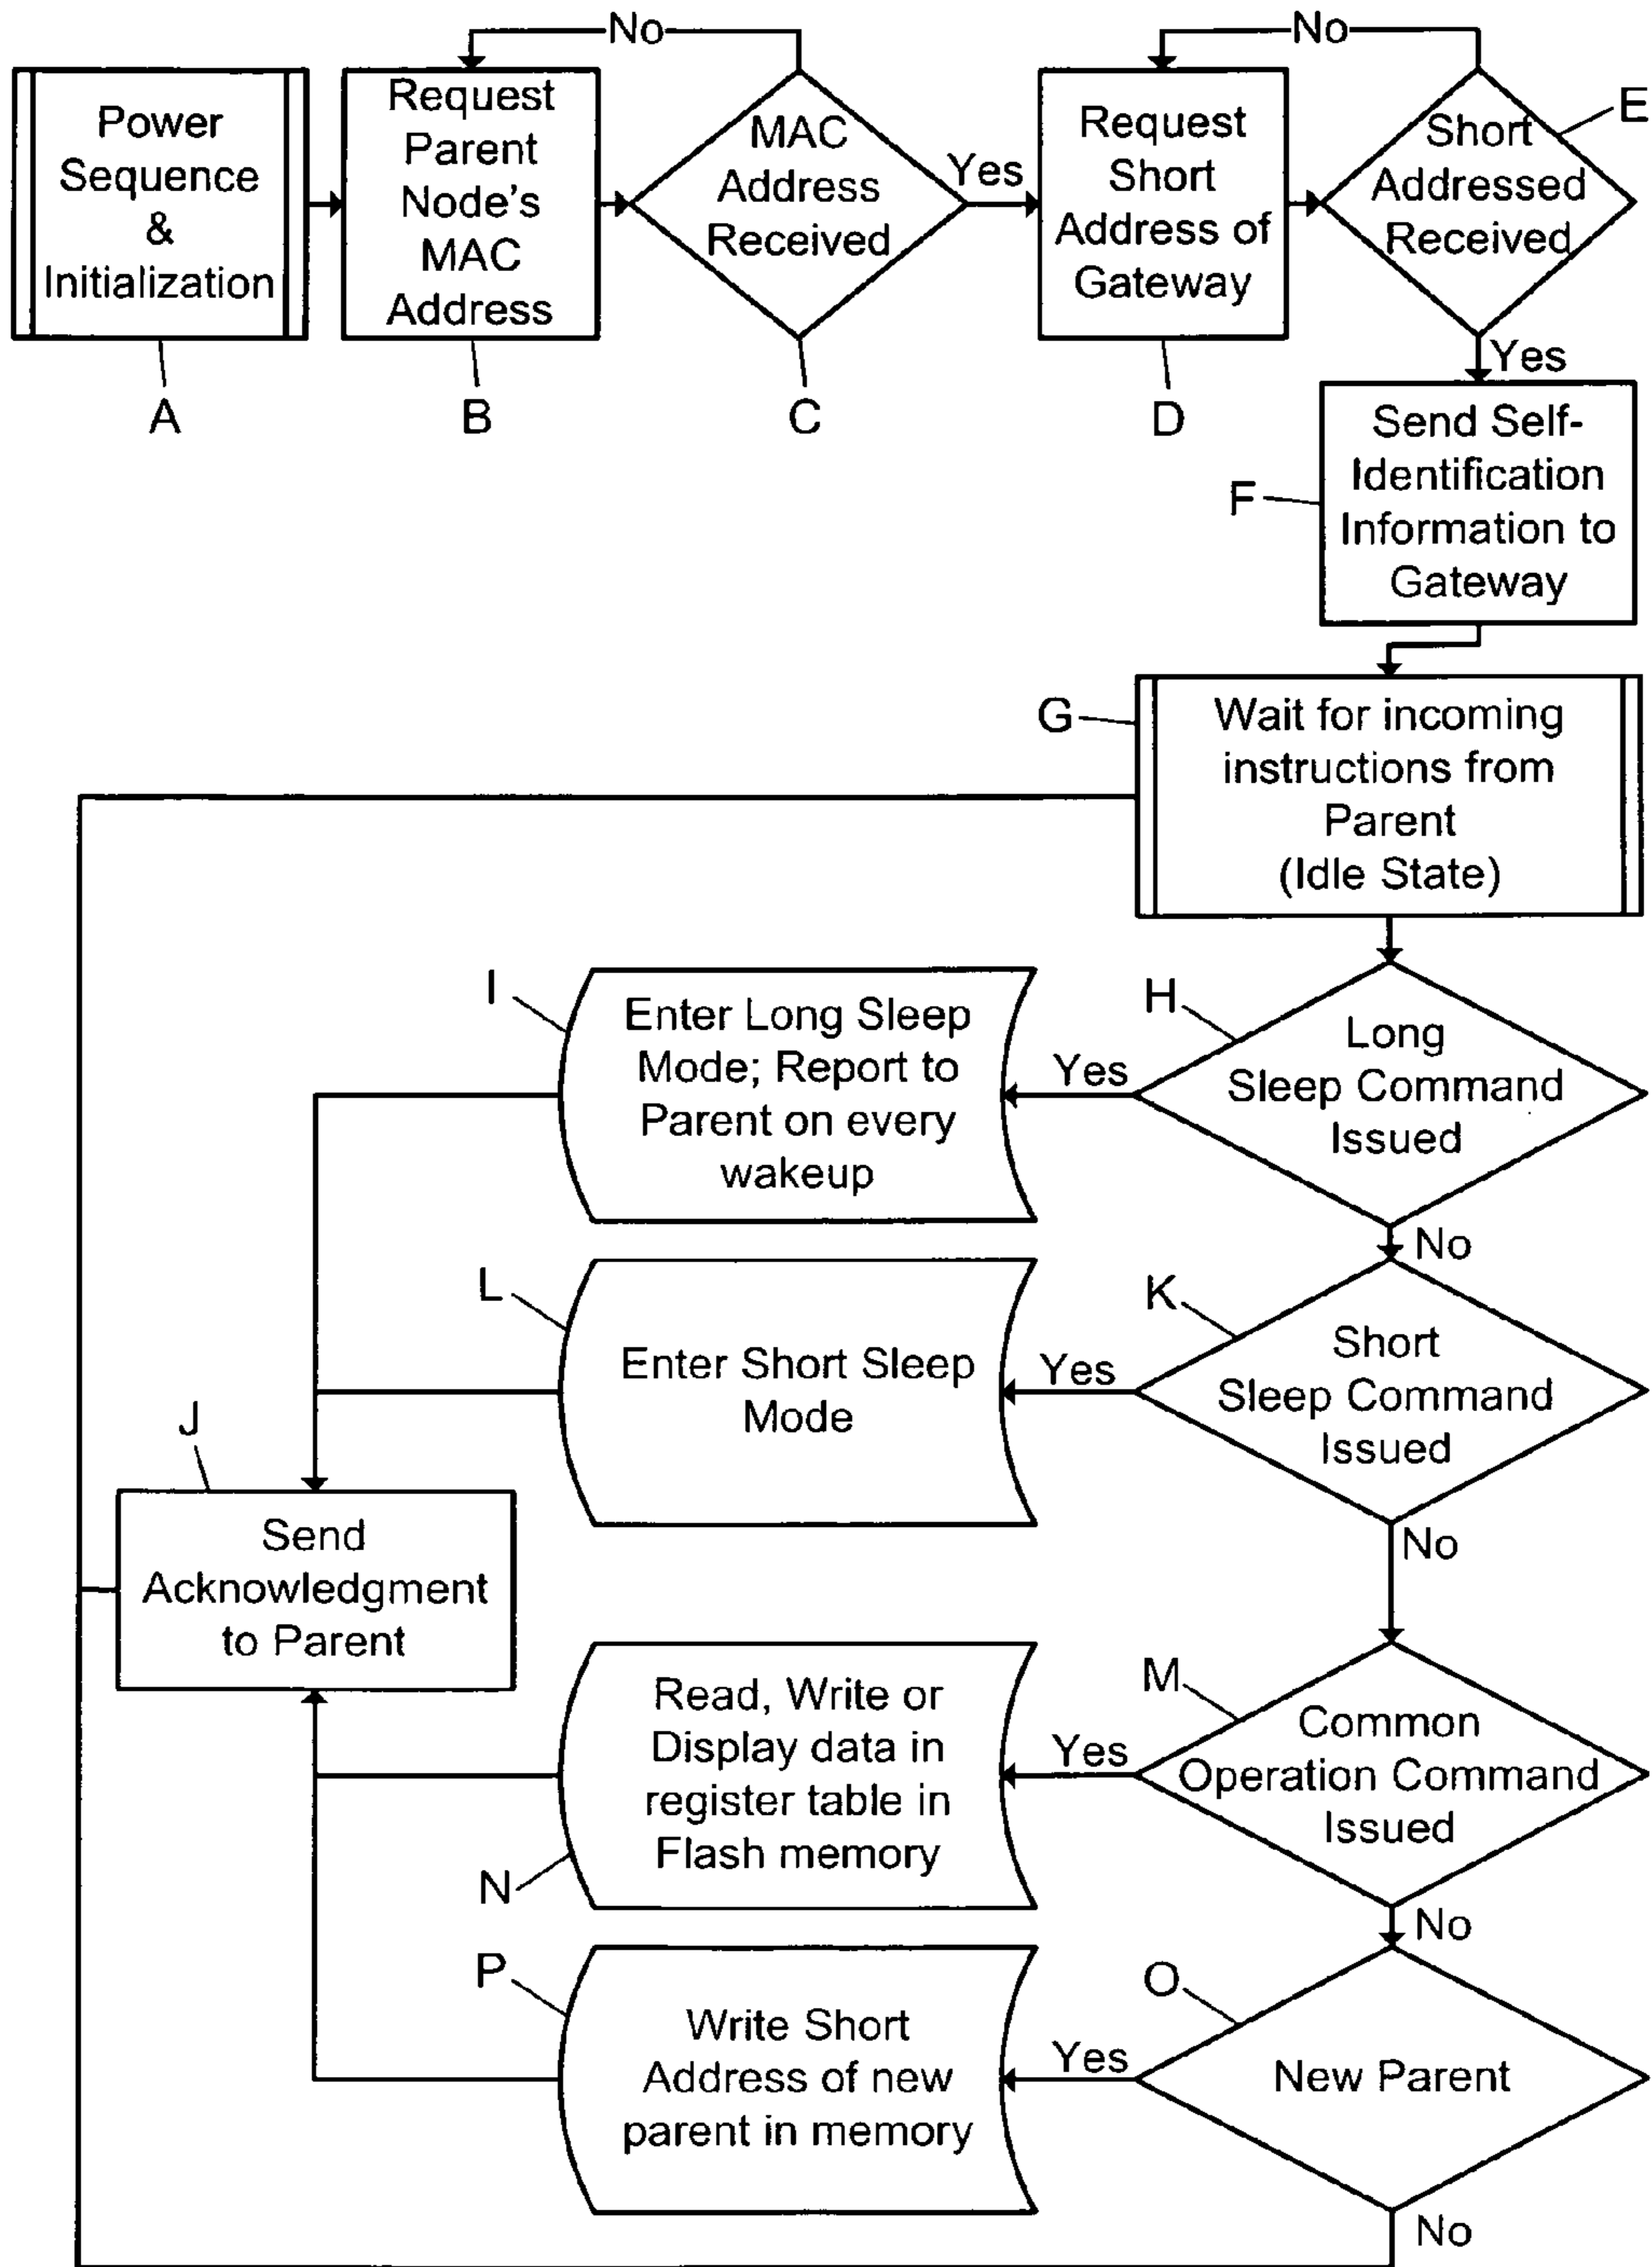 No
No
Power
Sequence
&
Initialization
Request
Parent
Node's
MAC
Address
MAC
Address
Received
Yes
Request
Short
Address of
Gateway
Short
Addressed
Received
E
Yes
A
B
C
D
Send Self-
Identification
Information to
Gateway
F
G
Wait for incoming
instructions from
Parent
(Idle State)
I
Enter Long Sleep
Mode; Report to
Parent on every
wakeup
Yes
H
Long
Sleep Command
Issued
No
L
Enter Short Sleep
Mode
Yes
K
Short
Sleep Command
Issued
No
J
Send
Acknowledgment
to Parent
Read, Write or
Display data in
register table in
Flash memory
N
Yes
M
Common
Operation Command
Issued
No
P
Write Short
Address of new
parent in memory
Yes
O
New Parent
No